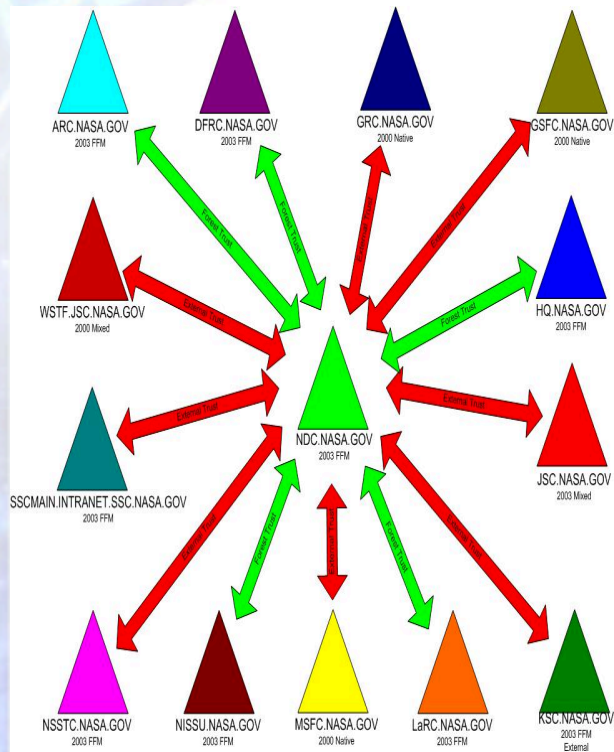 ARC.NASA.GOV
2003 FFM
DFRC.NASA.GOV
2003 FFM
GRC.NASA.GOV
2000 Native
GSFC.NASA.GOV
2000 Native
Forest Trust
Forest Trust
External Trust
External Trust
WSTF.JSC.NASA.GOV
2000 Mixed
External Trust
Forest Trust
HQ.NASA.GOV
2003 FFM
NDC.NASA.GOV
2003 FFM
External Trust
External Trust
SSCMAIN.INTRANET.SSC.NASA.GOV
2003 FFM
JSC.NASA.GOV
2003 Mixed
External Trust
Forest Trust
External Trust
Forest Trust
External Trust
NSSTC.NASA.GOV
2003 FFM
NISSU.NASA.GOV
2003 FFM
MSFC.NASA.GOV
2000 Native
LaRC.NASA.GOV
2003 FFM
KSC.NASA.GOV
2003 FFM
External